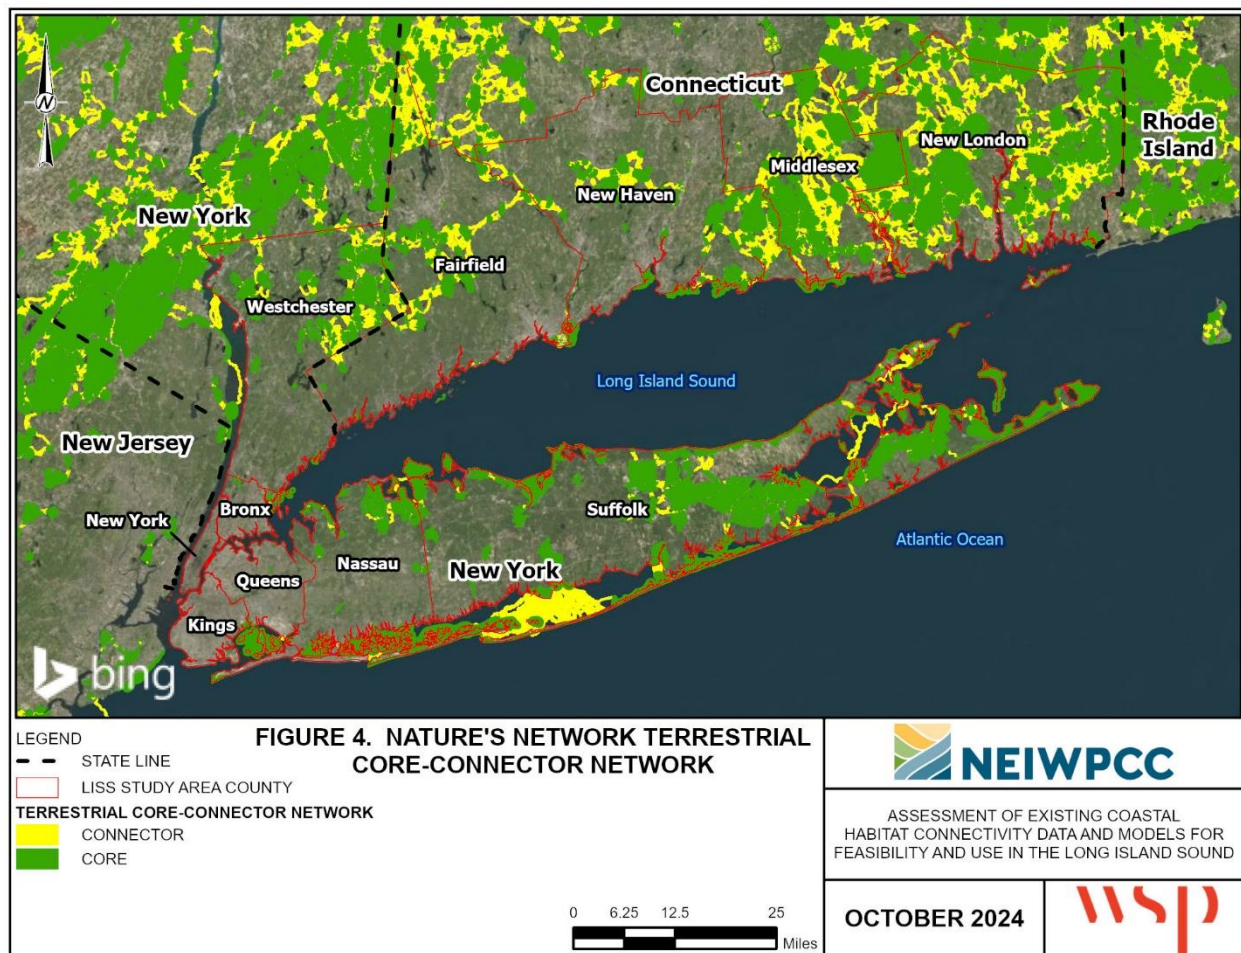 N
Connecticut
Rhode
Island
New London
Middlesex
New Haven
New York
Fairfield
Westchester
Long Island Sound
New Jersey
Bronx
Suffolk
New York
Atlantic Ocean
Nassau
New York
Queens
Kings
bing
LEGEND
STATE LINE
LISS STUDY AREA COUNTY
TERRESTRIAL CORE-CONNECTOR NETWORK
CONNECTOR
CORE
FIGURE 4. NATURE'S NETWORK TERRESTRIAL
CORE-CONNECTOR NETWORK
0 6.25 12.5 25
Miles
NEIWPCC
ASSESSMENT OF EXISTING COASTAL
HABITAT CONNECTIVITY DATA AND MODELS FOR
FEASIBILITY AND USE IN THE LONG ISLAND SOUND
OCTOBER 2024
wsp